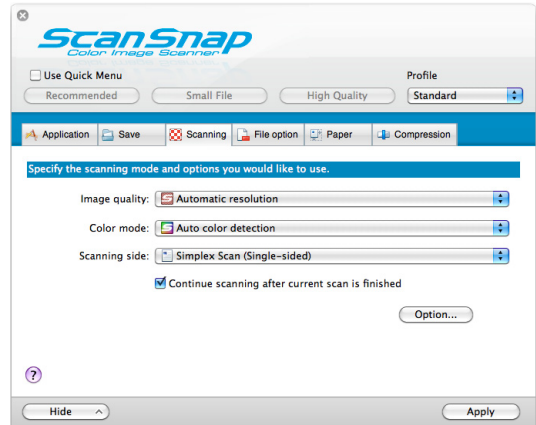 ScanSnap
Color Image Scanner
Use Quick Menu
Profile
Recommended Small File High Quality Standard
Application Save Scanning File option Paper Compression
Specify the scanning mode and options you would like to use.
Image quality: Automatic resolution
Color mode: Auto color detection
Scanning side: Simplex Scan (Single-sided)
Continue scanning after current scan is finished
Option...
?
Hide Apply